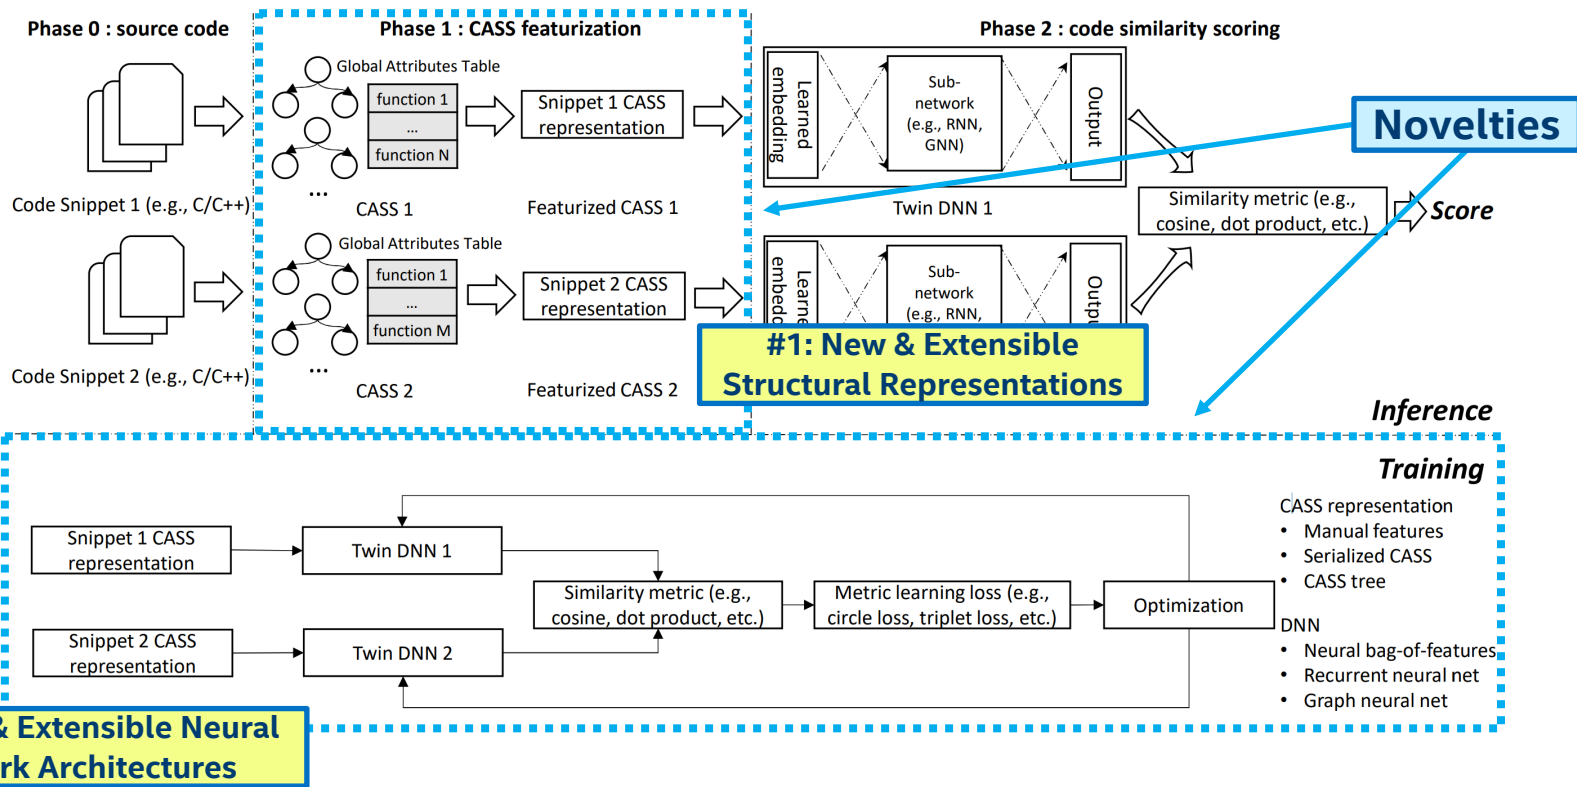 Phase 0 : source code
Phase 1 : CASS featurization
Phase 2 : code similarity scoring
Global Attributes Table
function 1
...
function N
...
Code Snippet 1 (e.g., C/C++)
CASS 1
Snippet 1 CASS
representation
Featurized CASS 1
Learned
embedding
Sub-
network
(e.g., RNN,
GNN)
Output
Twin DNN 1
Novelties
Similarity metric (e.g.,
cosine, dot product, etc.)
Score
Global Attributes Table
function 1
...
function M
...
Code Snippet 2 (e.g., C/C++)
CASS 2
Snippet 2 CASS
representation
Featurized CASS 2
Sub-
network
(e.g., RNN,
#1: New & Extensible
Structural Representations
Inference
Training
Snippet 1 CASS
representation
Twin DNN 1
Snippet 2 CASS
representation
Twin DNN 2
Similarity metric (e.g.,
cosine, dot product, etc.)
Metric learning loss (e.g.,
circle loss, triplet loss, etc.)
Optimization
CASS representation
• Manual features
• Serialized CASS
• CASS tree
DNN
• Neural bag-of-features
• Recurrent neural net
• Graph neural net
& Extensible Neural
Architectures